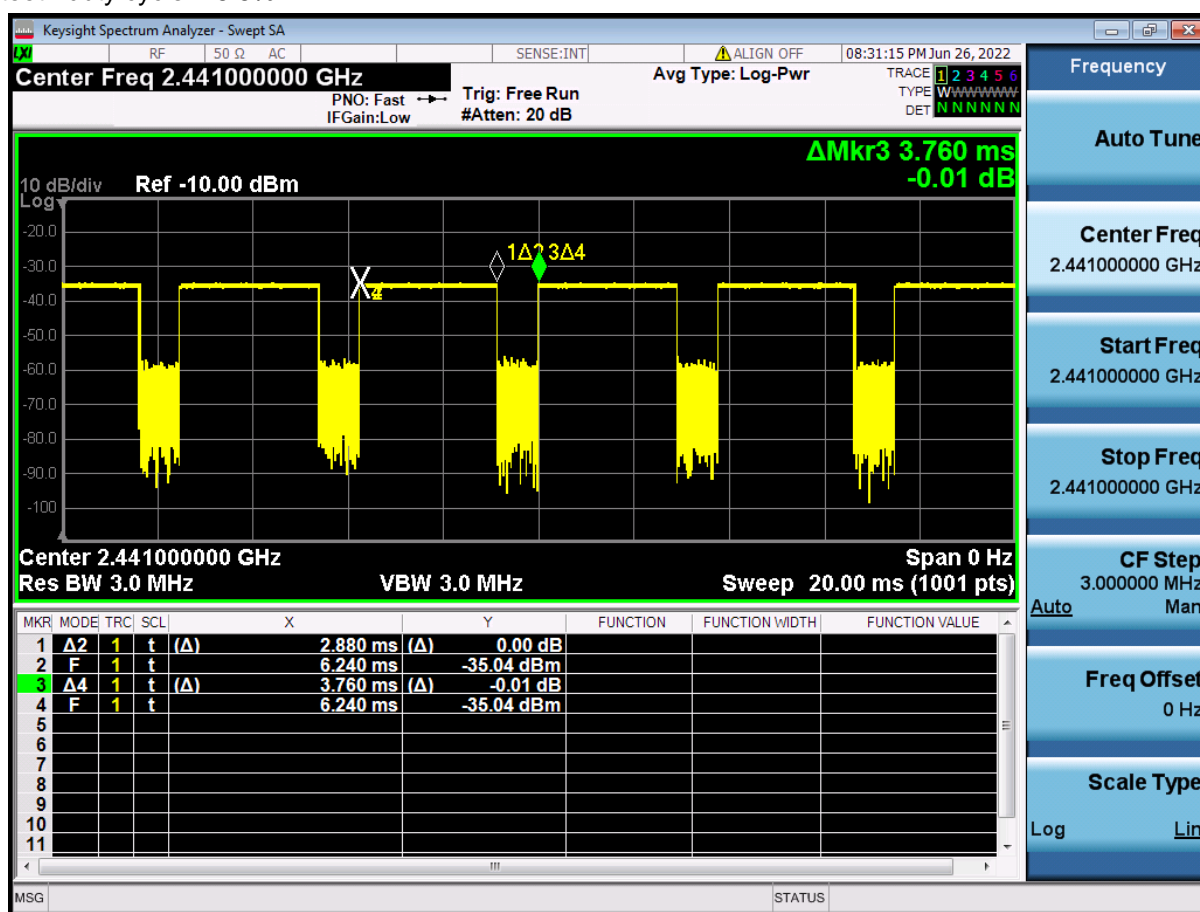 Keysight Spectrum Analyzer - Swept SA
LXI RF 50 Ω AC SENSE:INT ALIGN OFF 08:31:15 PM Jun 26, 2022
Center Freq 2.441000000 GHz
PNO: Fast
IFGain:Low
Trig: Free Run
#Atten: 20 dB
Avg Type: Log-Pwr
TRACE 1 2 3 4 5 6
TYPE WWWWWWW
DET N N N N N N
ΔMkr3 3.760 ms
-0.01 dB
10 dB/div Ref -10.00 dBm
Log
-20.0
-30.0
-40.0
-50.0
-60.0
-70.0
-80.0
-90.0
-100
1Δ2 3Δ4
X
Center 2.441000000 GHz Span 0 Hz
Res BW 3.0 MHz VBW 3.0 MHz Sweep 20.00 ms (1001 pts)
MKR MODE TRC SCL X Y FUNCTION FUNCTION WIDTH FUNCTION VALUE
1 Δ2 1 t (Δ) 2.880 ms (Δ) 0.00 dB
2 F 1 t 6.240 ms -35.04 dBm
3 Δ4 1 t (Δ) 3.760 ms (Δ) -0.01 dB
4 F 1 t 6.240 ms -35.04 dBm
5
6
7
8
9
10
11
MSG STATUS
Frequency
Auto Tune
Center Freq
2.441000000 GHz
Start Freq
2.441000000 GHz
Stop Freq
2.441000000 GHz
CF Step
3.000000 MHz
Auto Man
Freq Offset
0 Hz
Scale Type
Log Lin